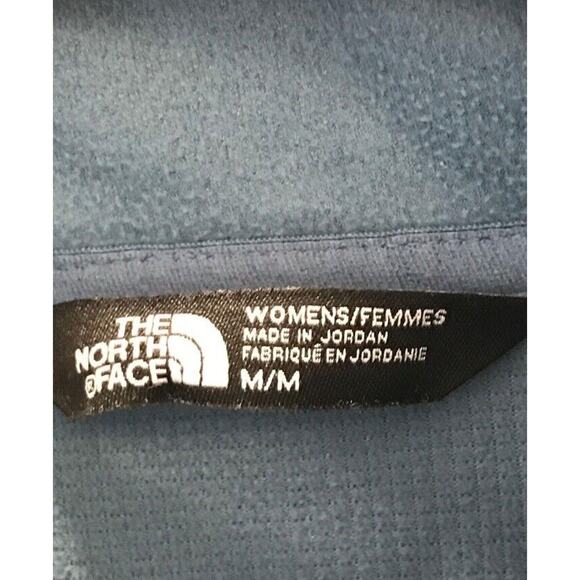 THE
NORTH
®FACE
WOMENS/FEMMES
MADE IN JORDAN
FABRIQUÉ EN JORDANIE
M/M